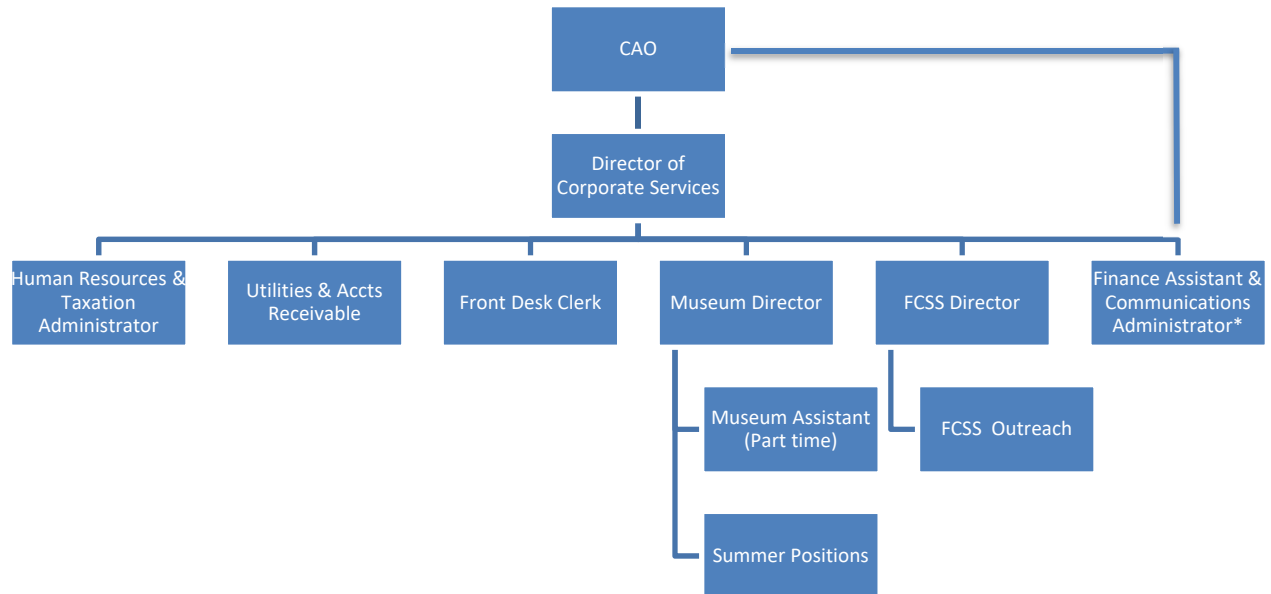 CAO
Director of
Corporate Services
Human Resources &
Taxation
Administrator
Utilities & Accts
Receivable
Front Desk Clerk
Museum Director
FCSS Director
Finance Assistant &
Communications
Administrator*
Museum Assistant
(Part time)
FCSS  Outreach
Summer Positions